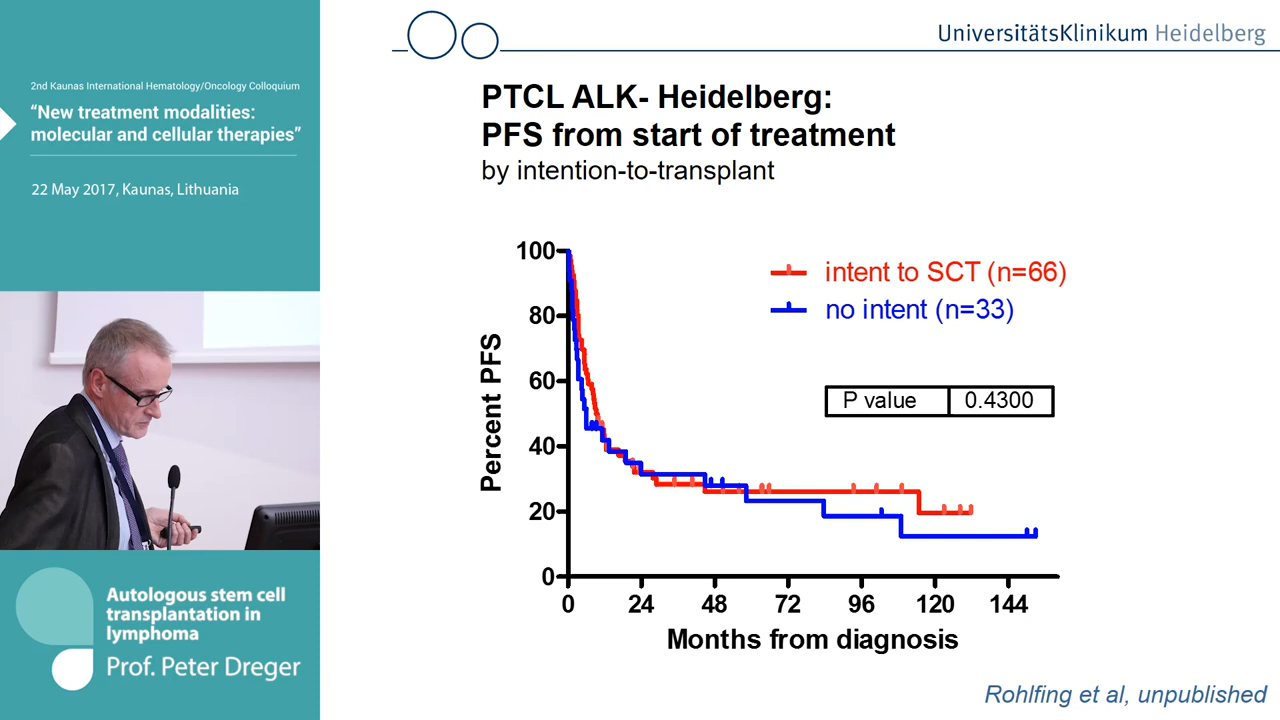 2nd Kaunas International Hematology/Oncology Colloquium
“New treatment modalities:
molecular and cellular therapies”
22 May 2017, Kaunas, Lithuania
Autologous stem cell
transplantation in
lymphoma
Prof. Peter Dreger
UniversitätsKlinikum Heidelberg
PTCL ALK- Heidelberg:
PFS from start of treatment
by intention-to-transplant
intent to SCT (n=66)
no intent (n=33)
P value 0.4300
Percent PFS
100
80
60
40
20
0
0 24 48 72 96 120 144
Months from diagnosis
Rohlfing et al, unpublished